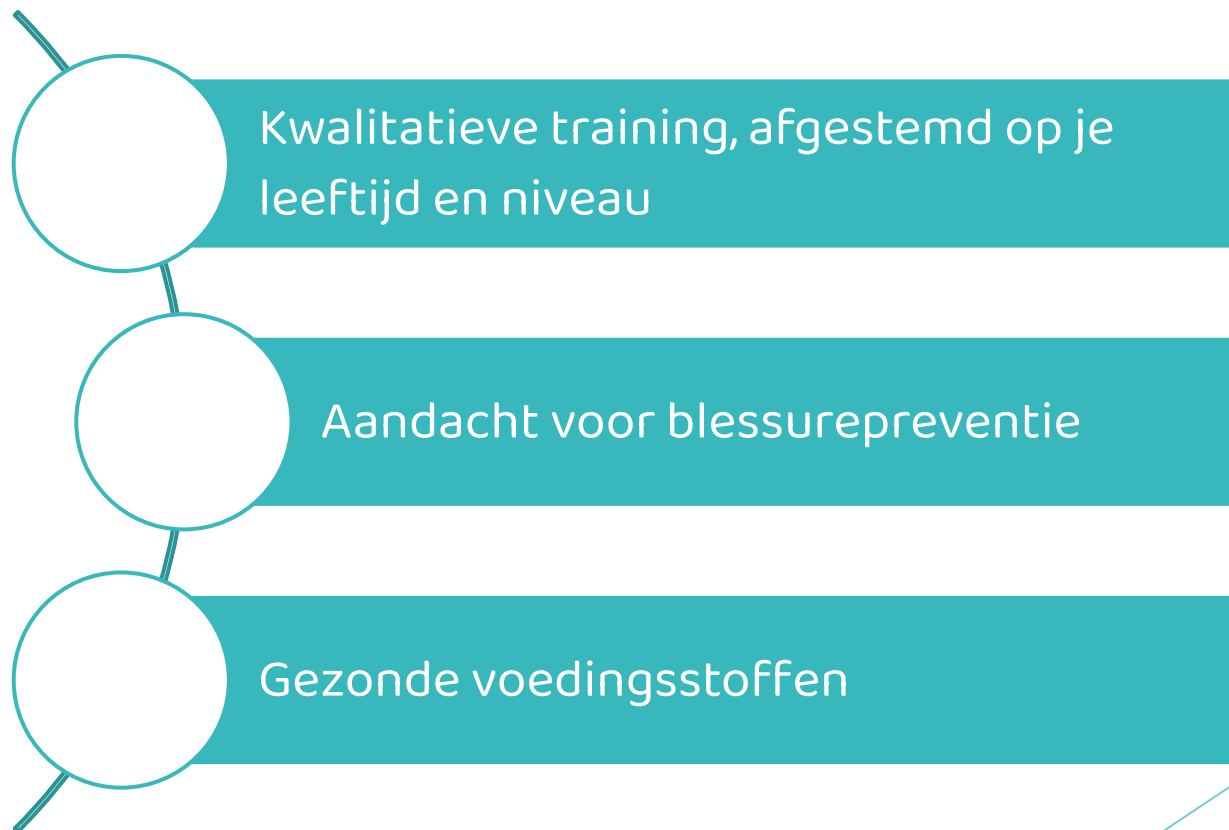 Kwalitatieve training, afgestemd op je
leeftijd en niveau
Aandacht voor blessurepreventie
Gezonde voedingsstoffen